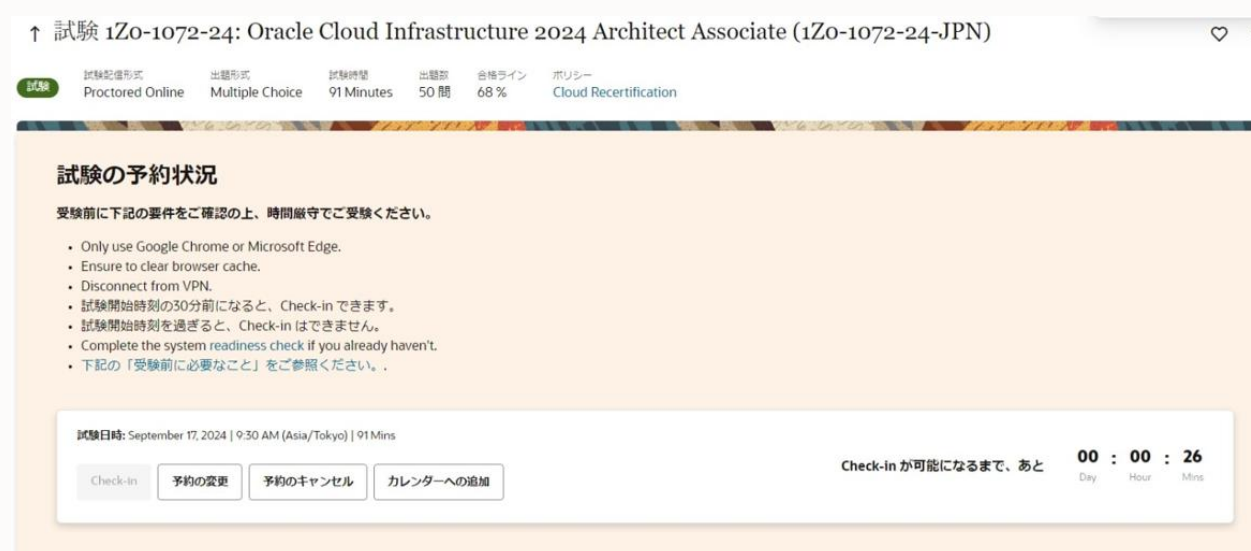 ↑ 試験 1Z0-1072-24: Oracle Cloud Infrastructure 2024 Architect Associate (1Z0-1072-24-JPN)
試験
試験配信形式 出題形式 試験時間 出題数 合格ライン ポリシー
Proctored Online Multiple Choice 91 Minutes 50 問 68 % Cloud Recertification
試験の予約状況
受験前に下記の要件をご確認の上、時間厳守でご受験ください。
• Only use Google Chrome or Microsoft Edge.
• Ensure to clear browser cache.
• Disconnect from VPN.
• 試験開始時刻の30分前になると、Check-in できます。
• 試験開始時刻を過ぎると、Check-in はできません。
• Complete the system readiness check if you already haven't.
• 下記の「受験前に必要なこと」をご参照ください。.
試験日時: September 17, 2024 | 9:30 AM (Asia/Tokyo) | 91 Mins
Check-in 予約の変更 予約のキャンセル カレンダーへの追加
Check-in が可能になるまで、あと
00 : 00 : 26
Day Hour Mins